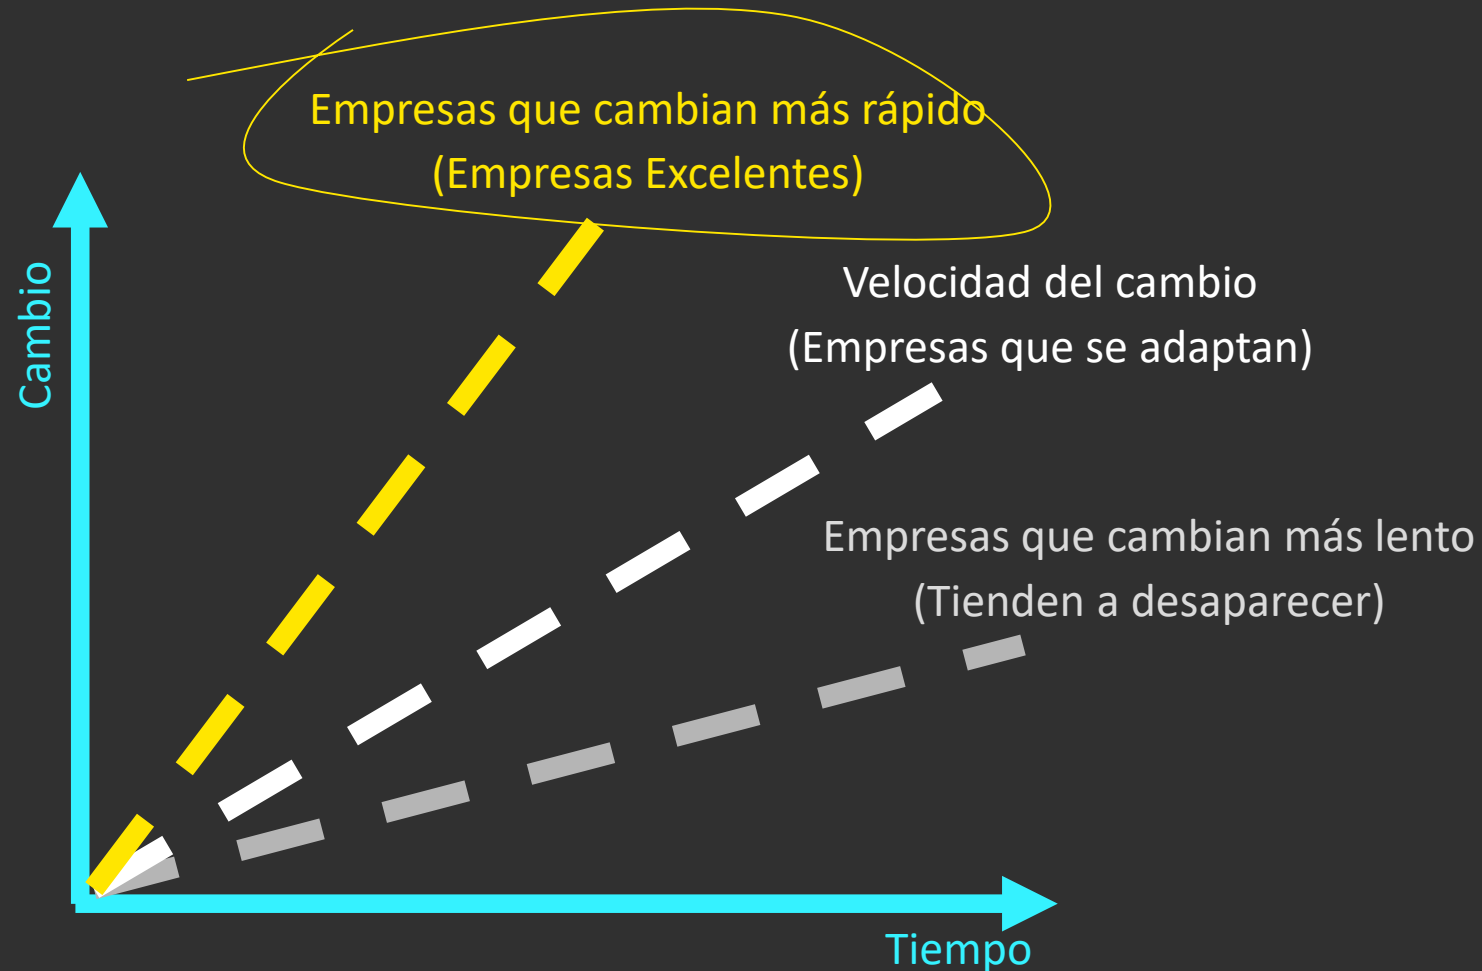 Empresas que cambian más rápido
(Empresas Excelentes)
Velocidad del cambio
(Empresas que se adaptan)
Cambio
Empresas que cambian más lento
(Tienden a desaparecer)
Tiempo